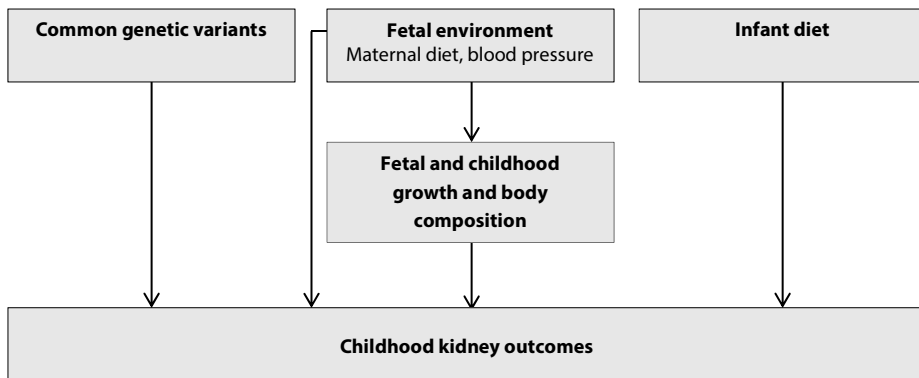 Common genetic variants
Fetal environment
Maternal diet, blood pressure
Infant diet
Fetal and childhood
growth and body
composition
Childhood kidney outcomes